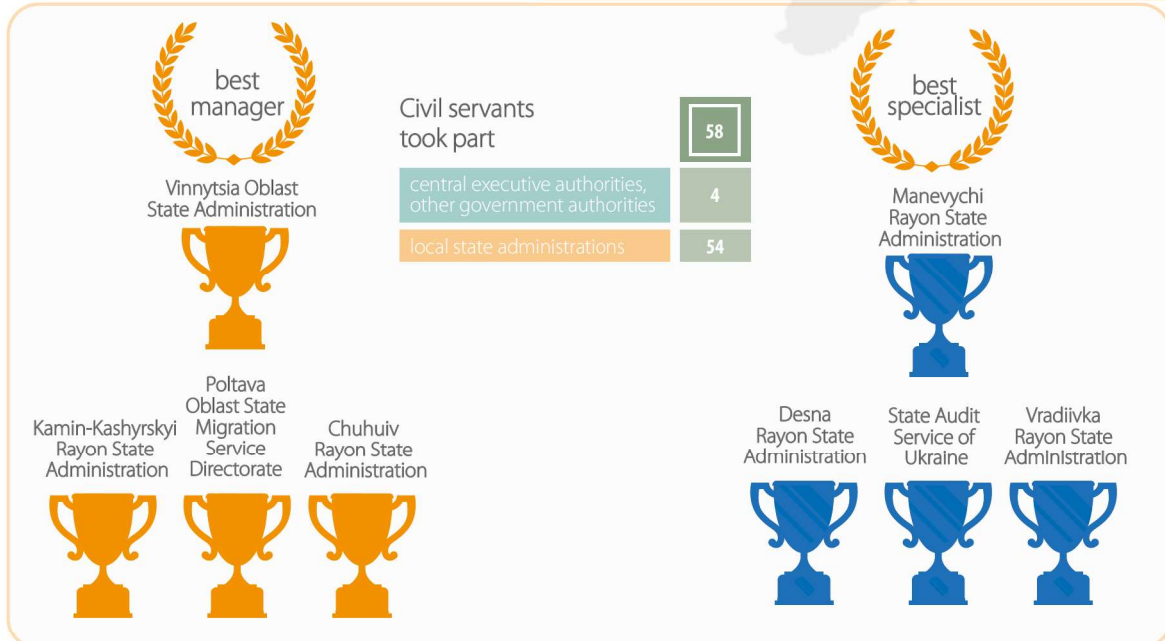 best
manager
Vinnytsia Oblast
State Administration
Civil servants
took part
58
central executive authorities,
other government authorities
4
local state administrations
54
best
specialist
Manevychi
Rayon State
Administration
Kamin-Kashyrskyi
Rayon State
Administration
Poltava
Oblast State
Migration
Service
Directorate
Chuhuiv
Rayon State
Administration
Desna
Rayon State
Administration
State Audit
Service of
Ukraine
Vradiivka
Rayon State
Administration